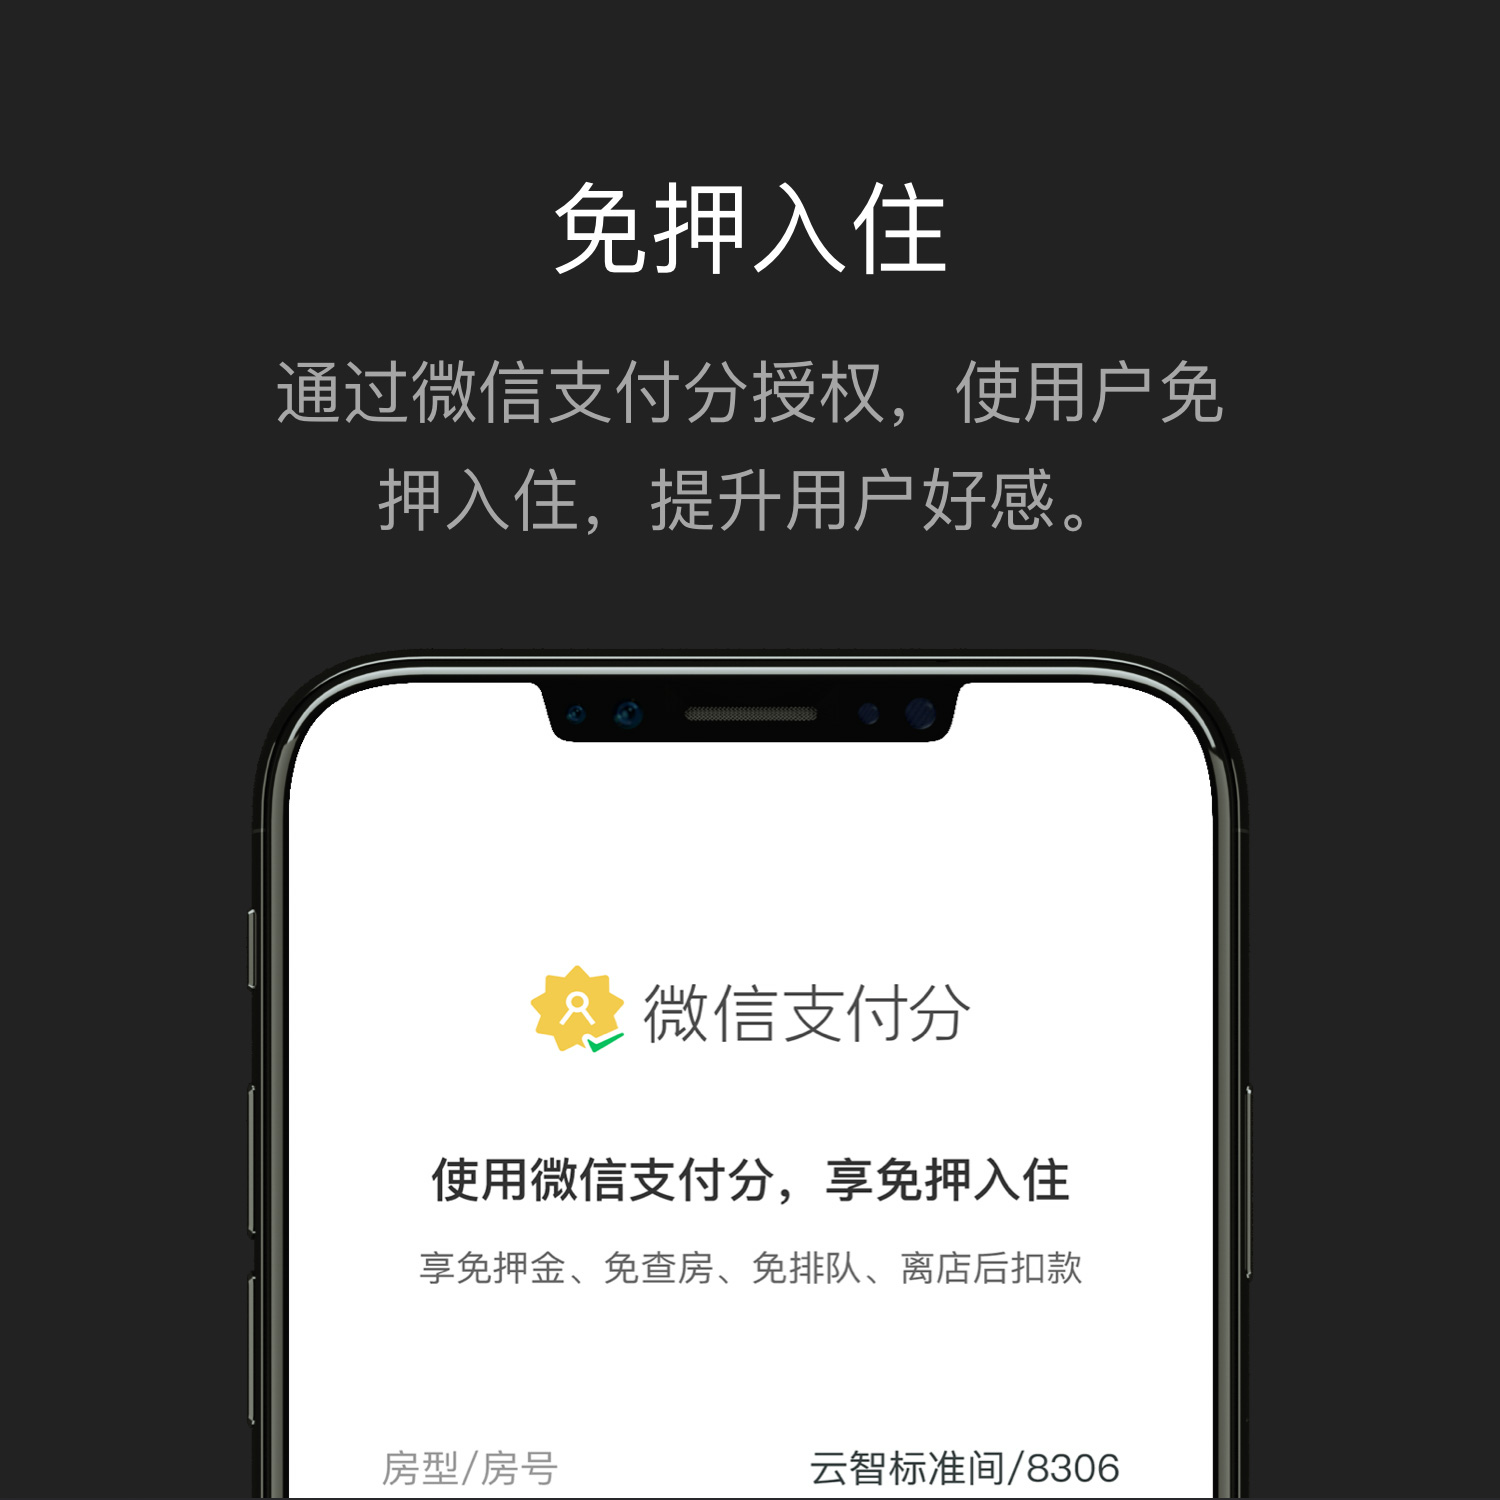 免押入住
通过微信支付分授权，使用户免
押入住，提升用户好感。
微信支付分
使用微信支付分，享免押入住
享免押金、免查房、免排队、离店后扣款
房型/房号 云智标准间/8306